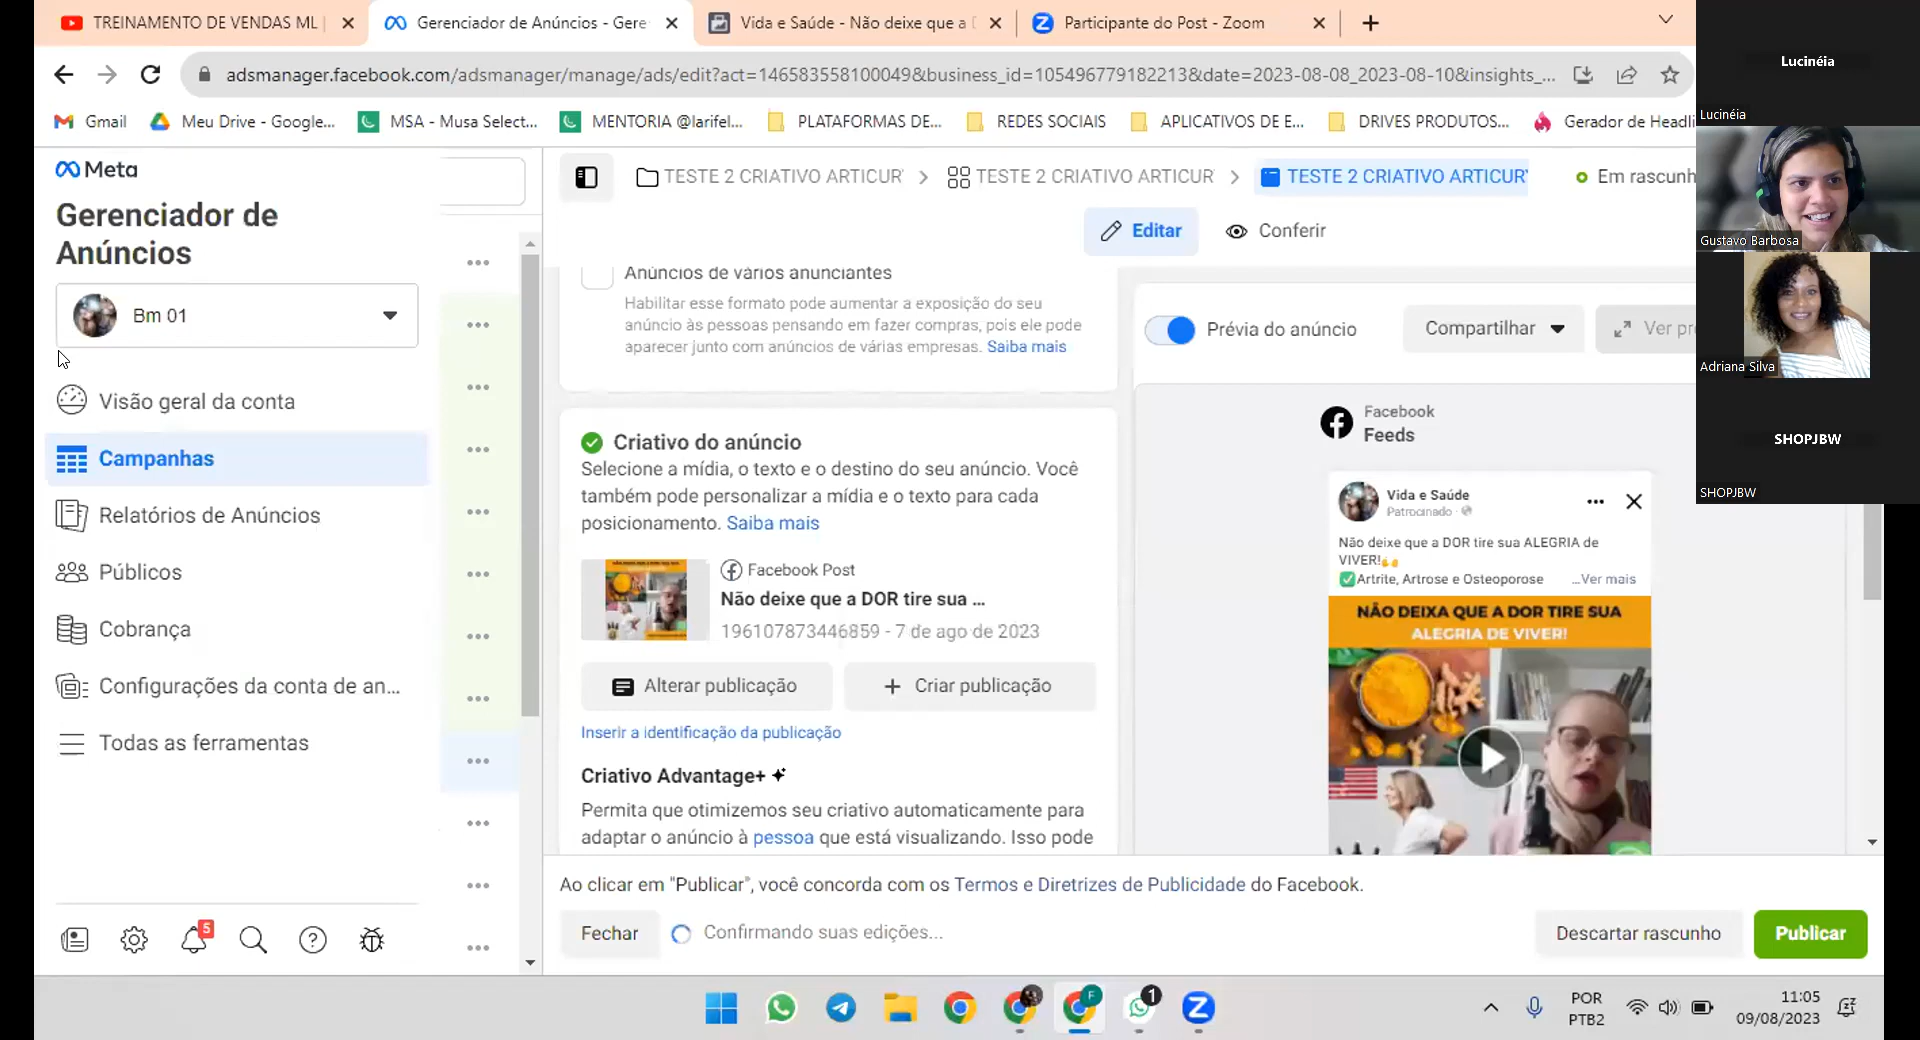 TREINAMENTO DE VENDAS ML |
Gerenciador de Anúncios - Gere
Vida e Saúde - Não deixe que a D
Participante do Post - Zoom
adsmanager.facebook.com/adsmanager/manage/ads/edit?act=146583558100049&business_id=105496779182213&date=2023-08-08_2023-08-10&insights_...
Gmail
Meu Drive - Google...
MSA - Musa Select...
MENTORIA @larifel...
PLATAFORMAS DE...
REDES SOCIAIS
APLICATIVOS DE E...
DRIVES PRODUTOS...
Gerador de Headli
Lucinéia
Lucinéia
Gustavo Barbosa
Adriana Silva
SHOPJBW
SHOPJBW
Meta
Gerenciador de
Anúncios
Bm 01
Visão geral da conta
Campanhas
Relatórios de Anúncios
Públicos
Cobrança
Configurações da conta de an...
Todas as ferramentas
5
TESTE 2 CRIATIVO ARTICUR
TESTE 2 CRIATIVO ARTICUR
TESTE 2 CRIATIVO ARTICURY
Em rascunh
Editar
Conferir
Anúncios de vários anunciantes
Habilitar esse formato pode aumentar a exposição do seu
anúncio às pessoas pensando em fazer compras, pois ele pode
aparecer junto com anúncios de várias empresas. Saiba mais
Criativo do anúncio
Selecione a mídia, o texto e o destino do seu anúncio. Você
também pode personalizar a mídia e o texto para cada
posicionamento. Saiba mais
Facebook Post
Não deixe que a DOR tire sua ...
196107873446859 - 7 de ago de 2023
Alterar publicação
Criar publicação
Inserir a identificação da publicação
Criativo Advantage+
Permita que otimizemos seu criativo automaticamente para
adaptar o anúncio à pessoa que está visualizando. Isso pode
Prévia do anúncio
Compartilhar
Ver pr
Facebook
Feeds
Vida e Saúde
Patrocinado ·
Não deixe que a DOR tire sua ALEGRIA de
VIVER!🙌
✅Artrite, Artrose e Osteoporose ...Ver mais
NÃO DEIXA QUE A DOR TIRE SUA
ALEGRIA DE VIVER!
Ao clicar em "Publicar", você concorda com os Termos e Diretrizes de Publicidade do Facebook.
Fechar
Confirmando suas edições...
Descartar rascunho
Publicar
F
1
POR
PTB2
11:05
09/08/2023